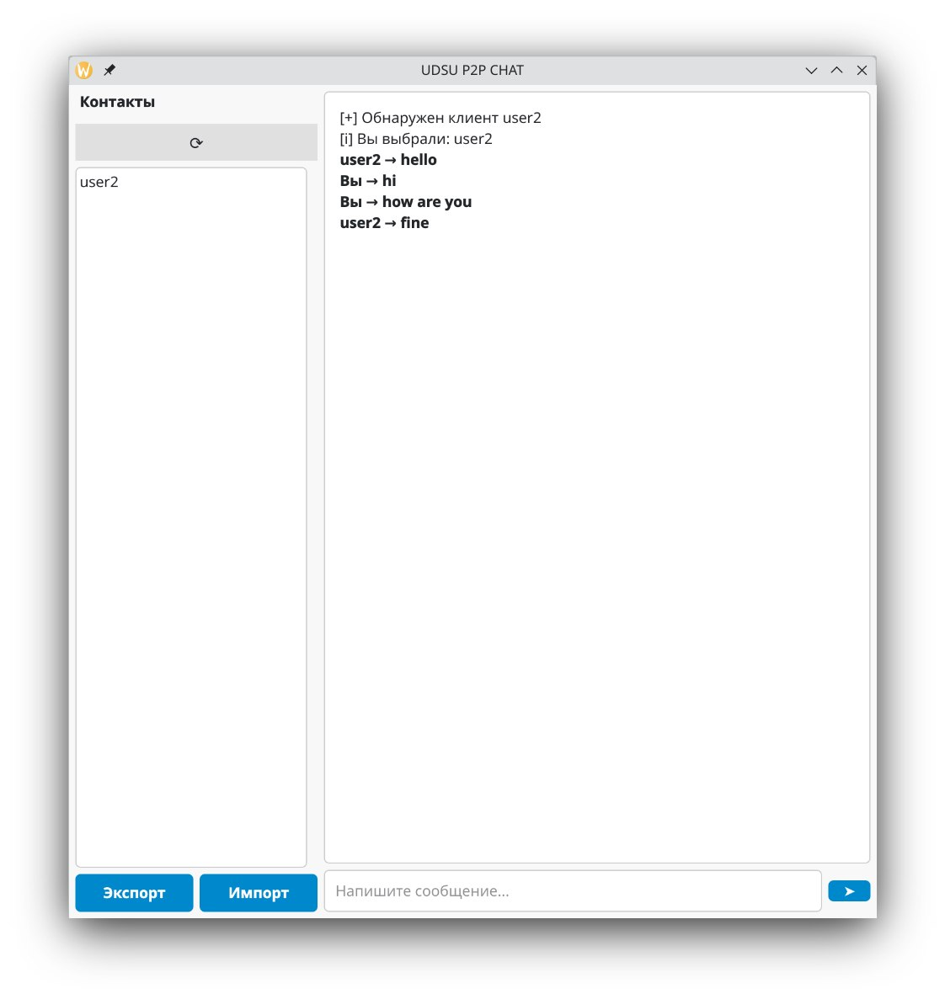 UDSU P2P CHAT
Контакты
⟳
user2
Экспорт
Импорт
[+] Обнаружен клиент user2
[i] Вы выбрали: user2
user2 → hello
Вы → hi
Вы → how are you
user2 → fine
Напишите сообщение...
➤